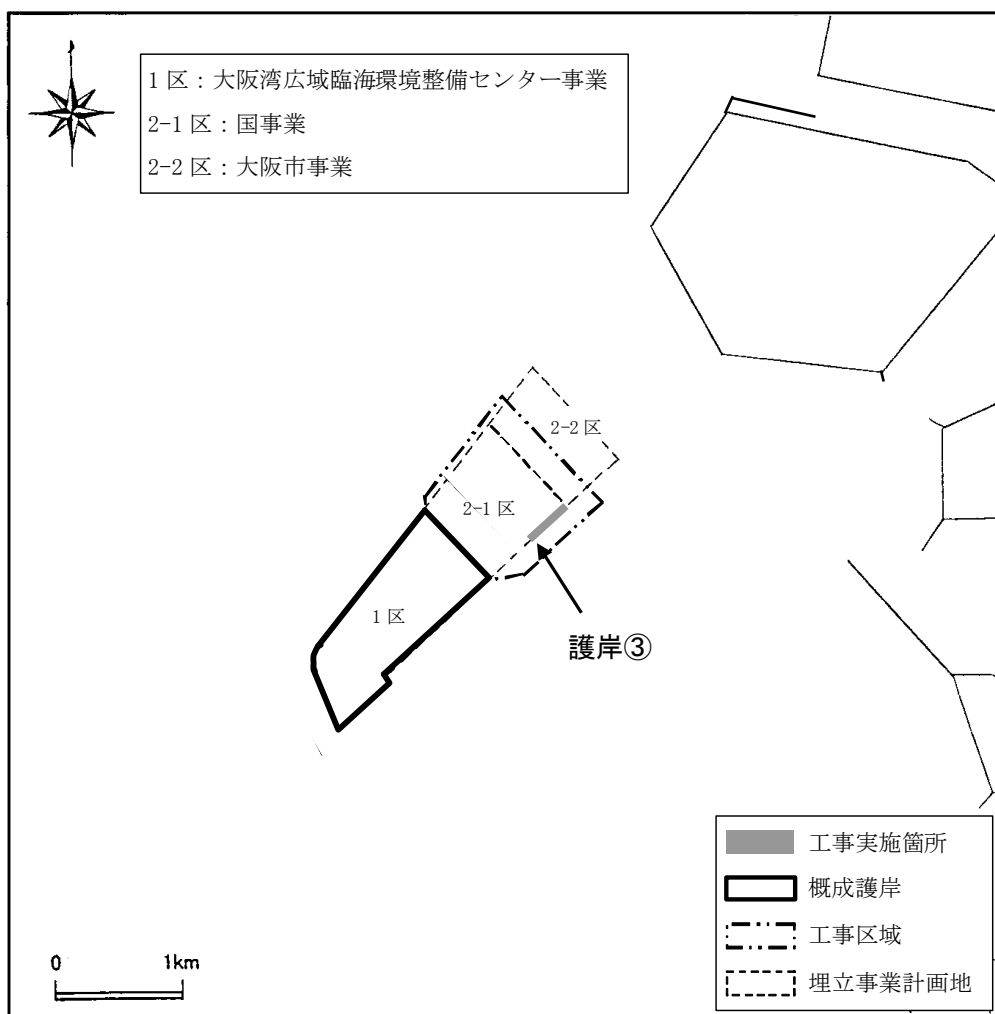 1 区：大阪湾広域臨海環境整備センター事業
2-1 区：国事業
2-2 区：大阪市事業
2-2 区
2-1 区
1 区
護岸③
工事実施箇所
概成護岸
工事区域
埋立事業計画地
0 1km